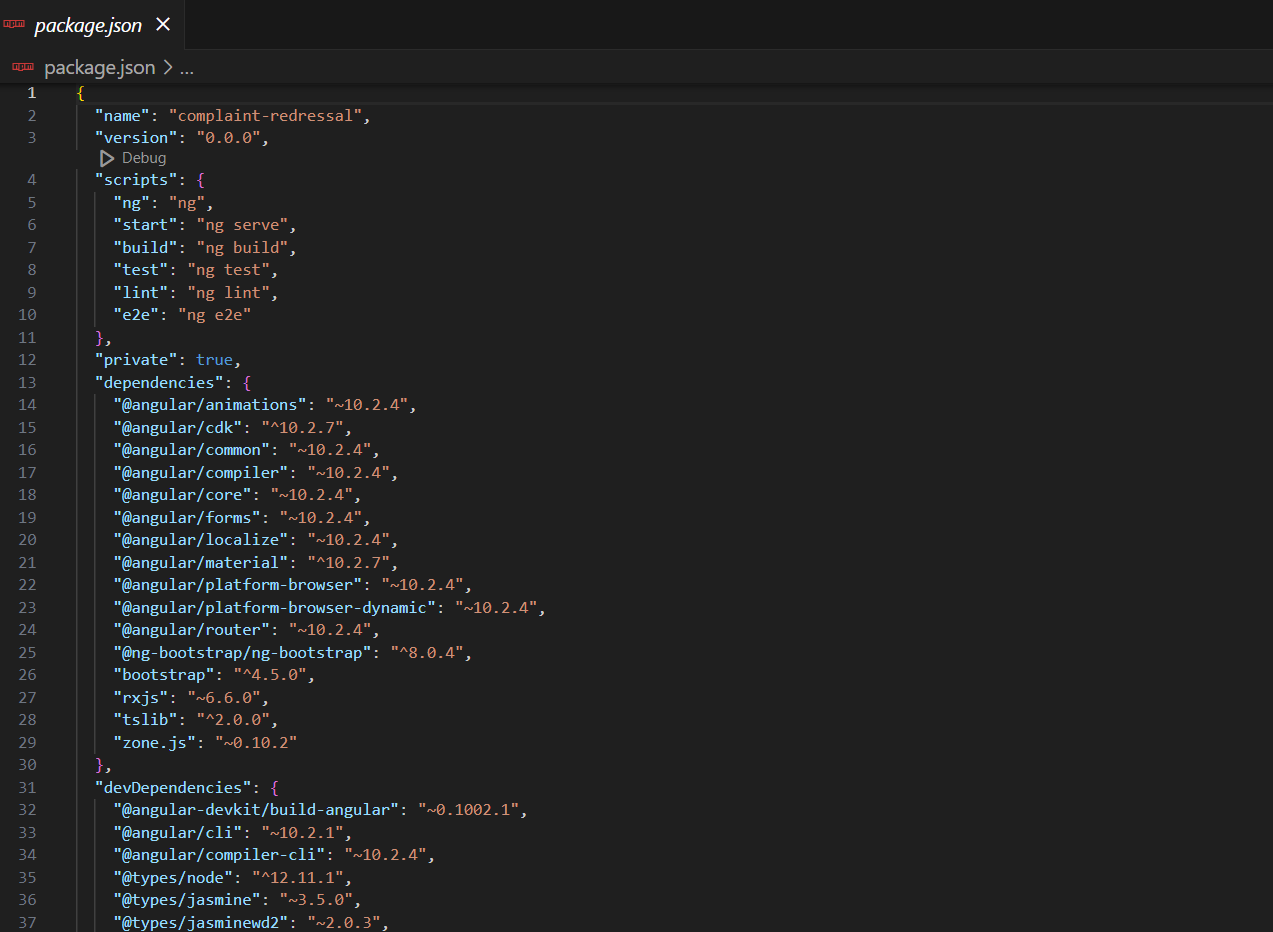 package.json
package.json > ...
1 {
2 "name": "complaint-redressal",
3 "version": "0.0.0",
Debug
4 "scripts": {
5 "ng": "ng",
6 "start": "ng serve",
7 "build": "ng build",
8 "test": "ng test",
9 "lint": "ng lint",
10 "e2e": "ng e2e"
11 },
12 "private": true,
13 "dependencies": {
14 "@angular/animations": "~10.2.4",
15 "@angular/cdk": "^10.2.7",
16 "@angular/common": "~10.2.4",
17 "@angular/compiler": "~10.2.4",
18 "@angular/core": "~10.2.4",
19 "@angular/forms": "~10.2.4",
20 "@angular/localize": "~10.2.4",
21 "@angular/material": "^10.2.7",
22 "@angular/platform-browser": "~10.2.4",
23 "@angular/platform-browser-dynamic": "~10.2.4",
24 "@angular/router": "~10.2.4",
25 "@ng-bootstrap/ng-bootstrap": "^8.0.4",
26 "bootstrap": "^4.5.0",
27 "rxjs": "~6.6.0",
28 "tslib": "^2.0.0",
29 "zone.js": "~0.10.2"
30 },
31 "devDependencies": {
32 "@angular-devkit/build-angular": "~0.1002.1",
33 "@angular/cli": "~10.2.1",
34 "@angular/compiler-cli": "~10.2.4",
35 "@types/node": "^12.11.1",
36 "@types/jasmine": "~3.5.0",
37 "@types/jasminewd2": "~2.0.3",